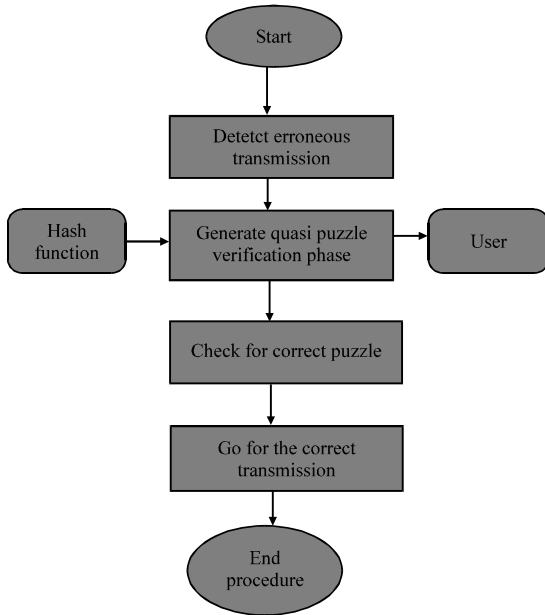 Start
Detetct erroneous
transmission
Hash
function
Generate quasi puzzle
verification phase
User
Check for correct puzzle
Go for the correct
transmission
End
procedure